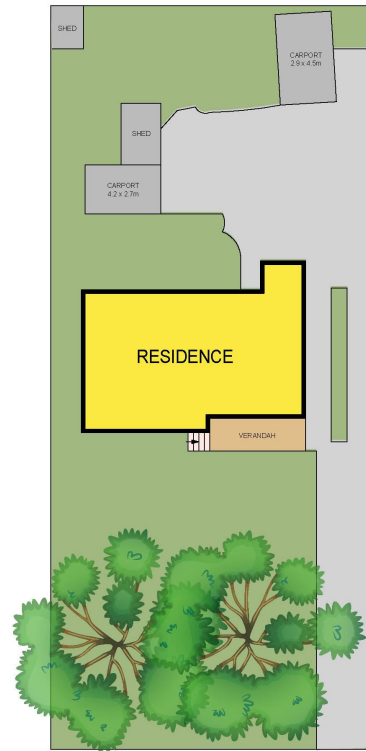 SHED
CARPORT
2.9 x 4.5m
SHED
CARPORT
4.2 x 2.7m
RESIDENCE
VERANDAH